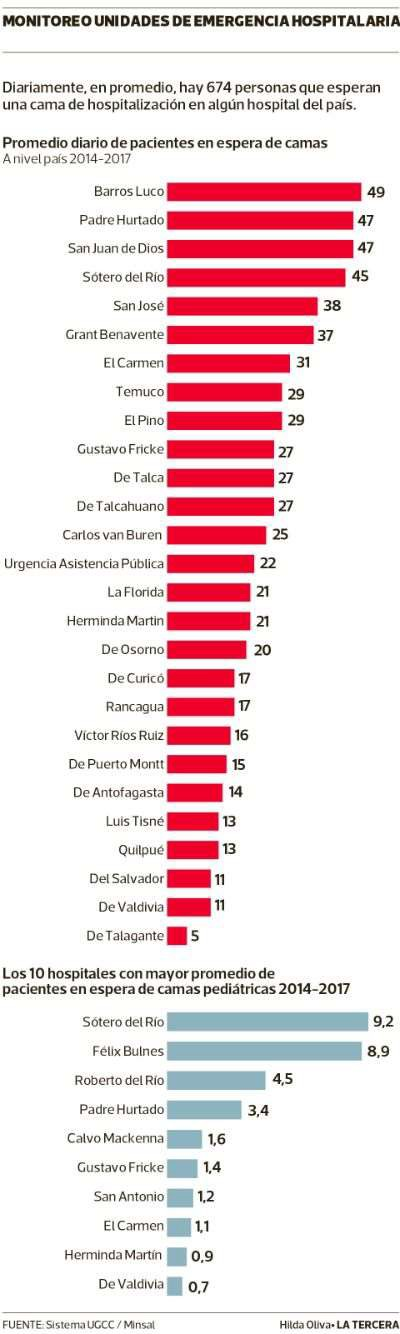 MONITOREO UNIDADES DE EMERGENCIA HOSPITALARIA
Diariamente, en promedio, hay 674 personas que esperan
una cama de hospitalización en algún hospital del país.
Promedio diario de pacientes en espera de camas
A nivel país 2014-2017
Barros Luco 49
Padre Hurtado 47
San Juan de Dios 47
Sótero del Río 45
San José 38
Grant Benavente 37
El Carmen 31
Temuco 29
El Pino 29
Gustavo Fricke 27
De Talca 27
De Talcahuano 27
Carlos van Buren 25
Urgencia Asistencia Pública 22
La Florida 21
Herminda Martin 21
De Osorno 20
De Curicó 17
Rancagua 17
Víctor Ríos Ruiz 16
De Puerto Montt 15
De Antofagasta 14
Luis Tisné 13
Quilpué 13
Del Salvador 11
De Valdivia 11
De Talagante 5
Los 10 hospitales con mayor promedio de
pacientes en espera de camas pediátricas 2014-2017
Sótero del Río 9,2
Félix Bulnes 8,9
Roberto del Río 4,5
Padre Hurtado 3,4
Calvo Mackenna 1,6
Gustavo Fricke 1,4
San Antonio 1,2
El Carmen 1,1
Herminda Martín 0,9
De Valdivia 0,7
FUENTE: Sistema UGCC / Minsal Hilda Oliva • LA TERCERA